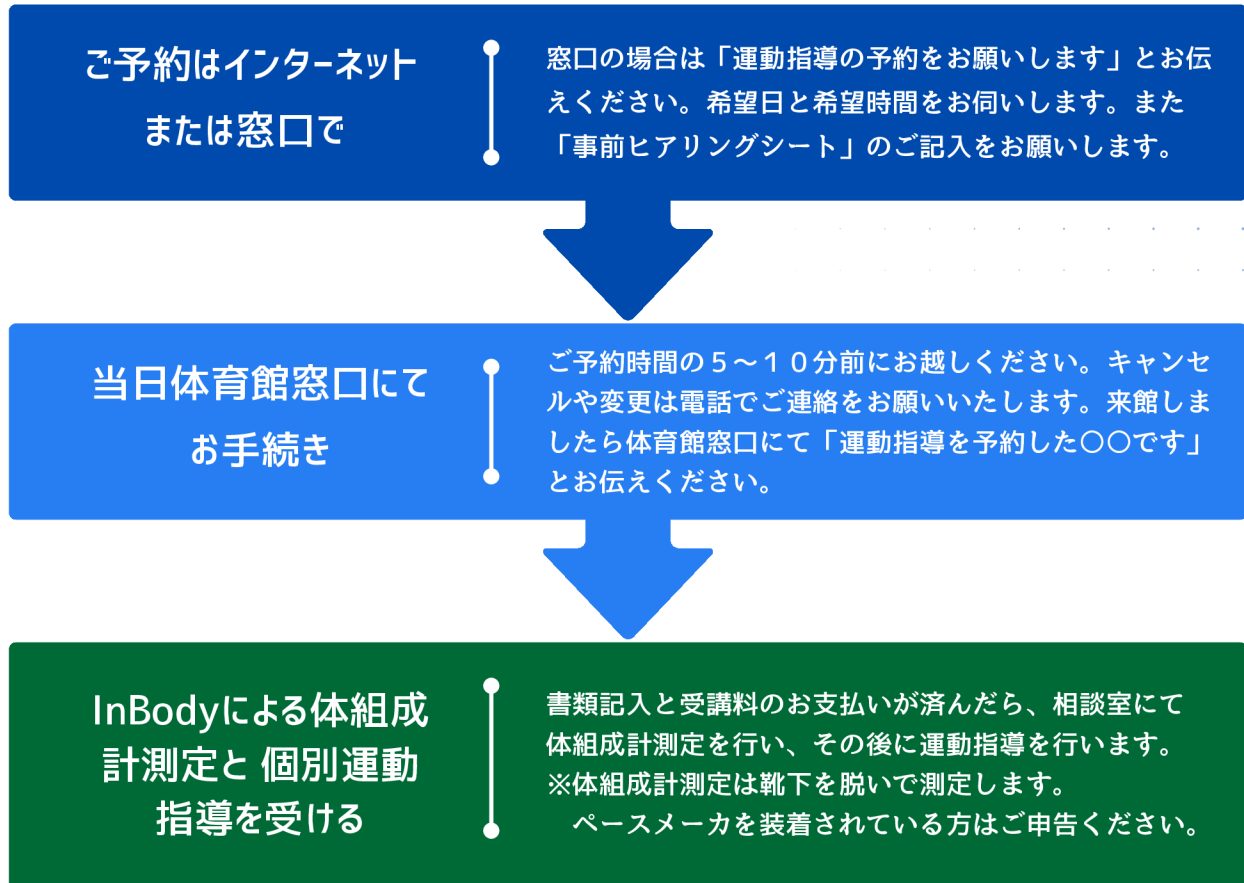 ご予約はインターネット
または窓口で
窓口の場合は「運動指導の予約をお願いします」とお伝
えください。希望日と希望時間をお伺いします。また
「事前ヒアリングシート」のご記入をお願いします。
当日体育館窓口にて
お手続き
ご予約時間の５～１０分前にお越しください。キャンセ
ルや変更は電話でご連絡をお願いいたします。来館しま
したら体育館窓口にて「運動指導を予約した〇〇です」
とお伝えください。
InBodyによる体組成
計測定と 個別運動
指導を受ける
書類記入と受講料のお支払いが済んだら、相談室にて
体組成計測定を行い、その後に運動指導を行います。
※体組成計測定は靴下を脱いで測定します。
ペースメーカを装着されている方はご申告ください。